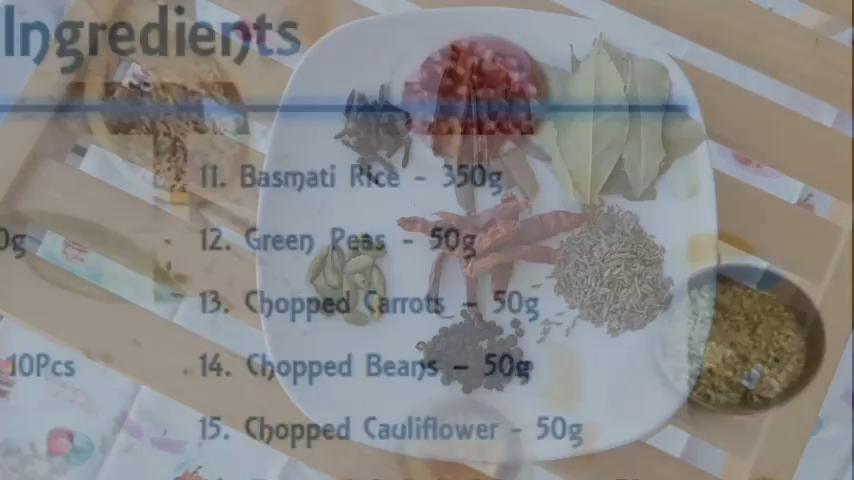 Ingredients
11. Basmati Rice - 350g
0g 12. Green Peas - 50g
13. Chopped Carrots - 50g
10Pcs 14. Chopped Beans - 50g
15. Chopped Cauliflower - 50g